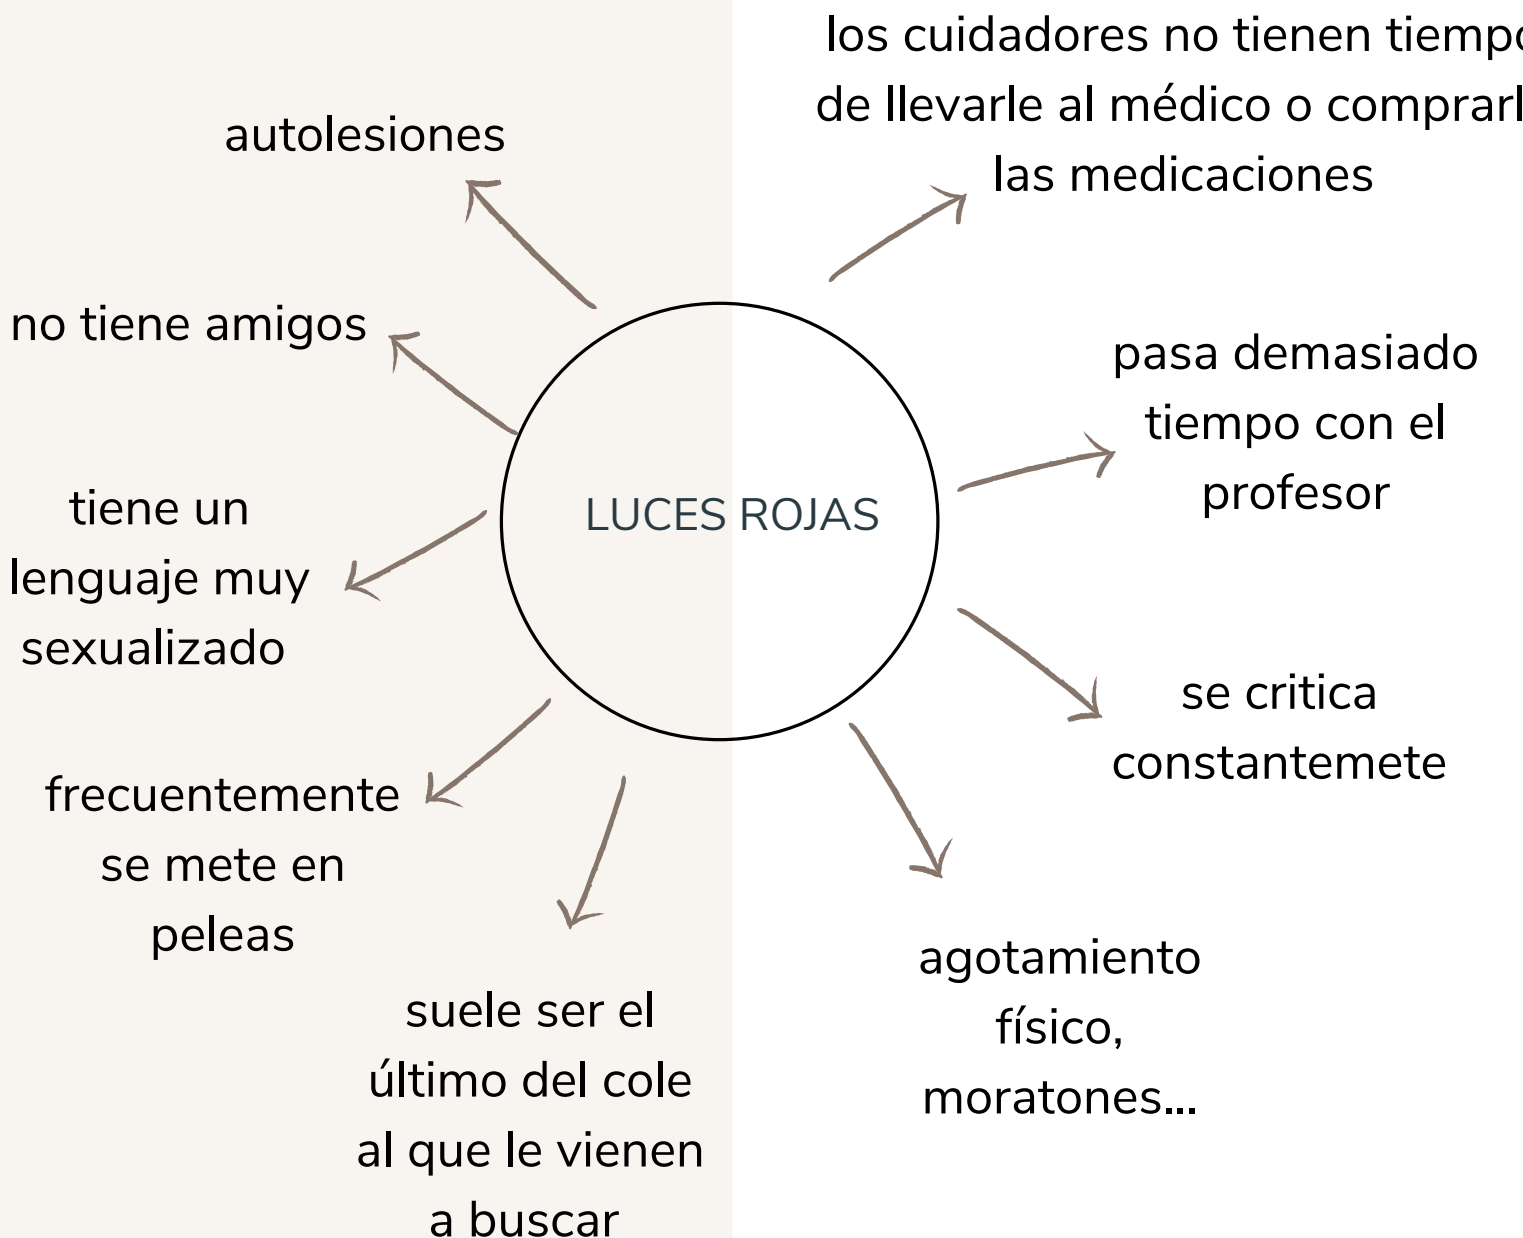 los cuidadores no tienen tiempo
de llevarle al médico o comprarl
las medicaciones
autolesiones
no tiene amigos
pasa demasiado
tiempo con el
profesor
tiene un
lenguaje muy
sexualizado
LUCES ROJAS
se critica
constantemete
frecuentemente
se mete en
peleas
agotamiento
físico,
moratones...
suele ser el
último del cole
al que le vienen
a buscar